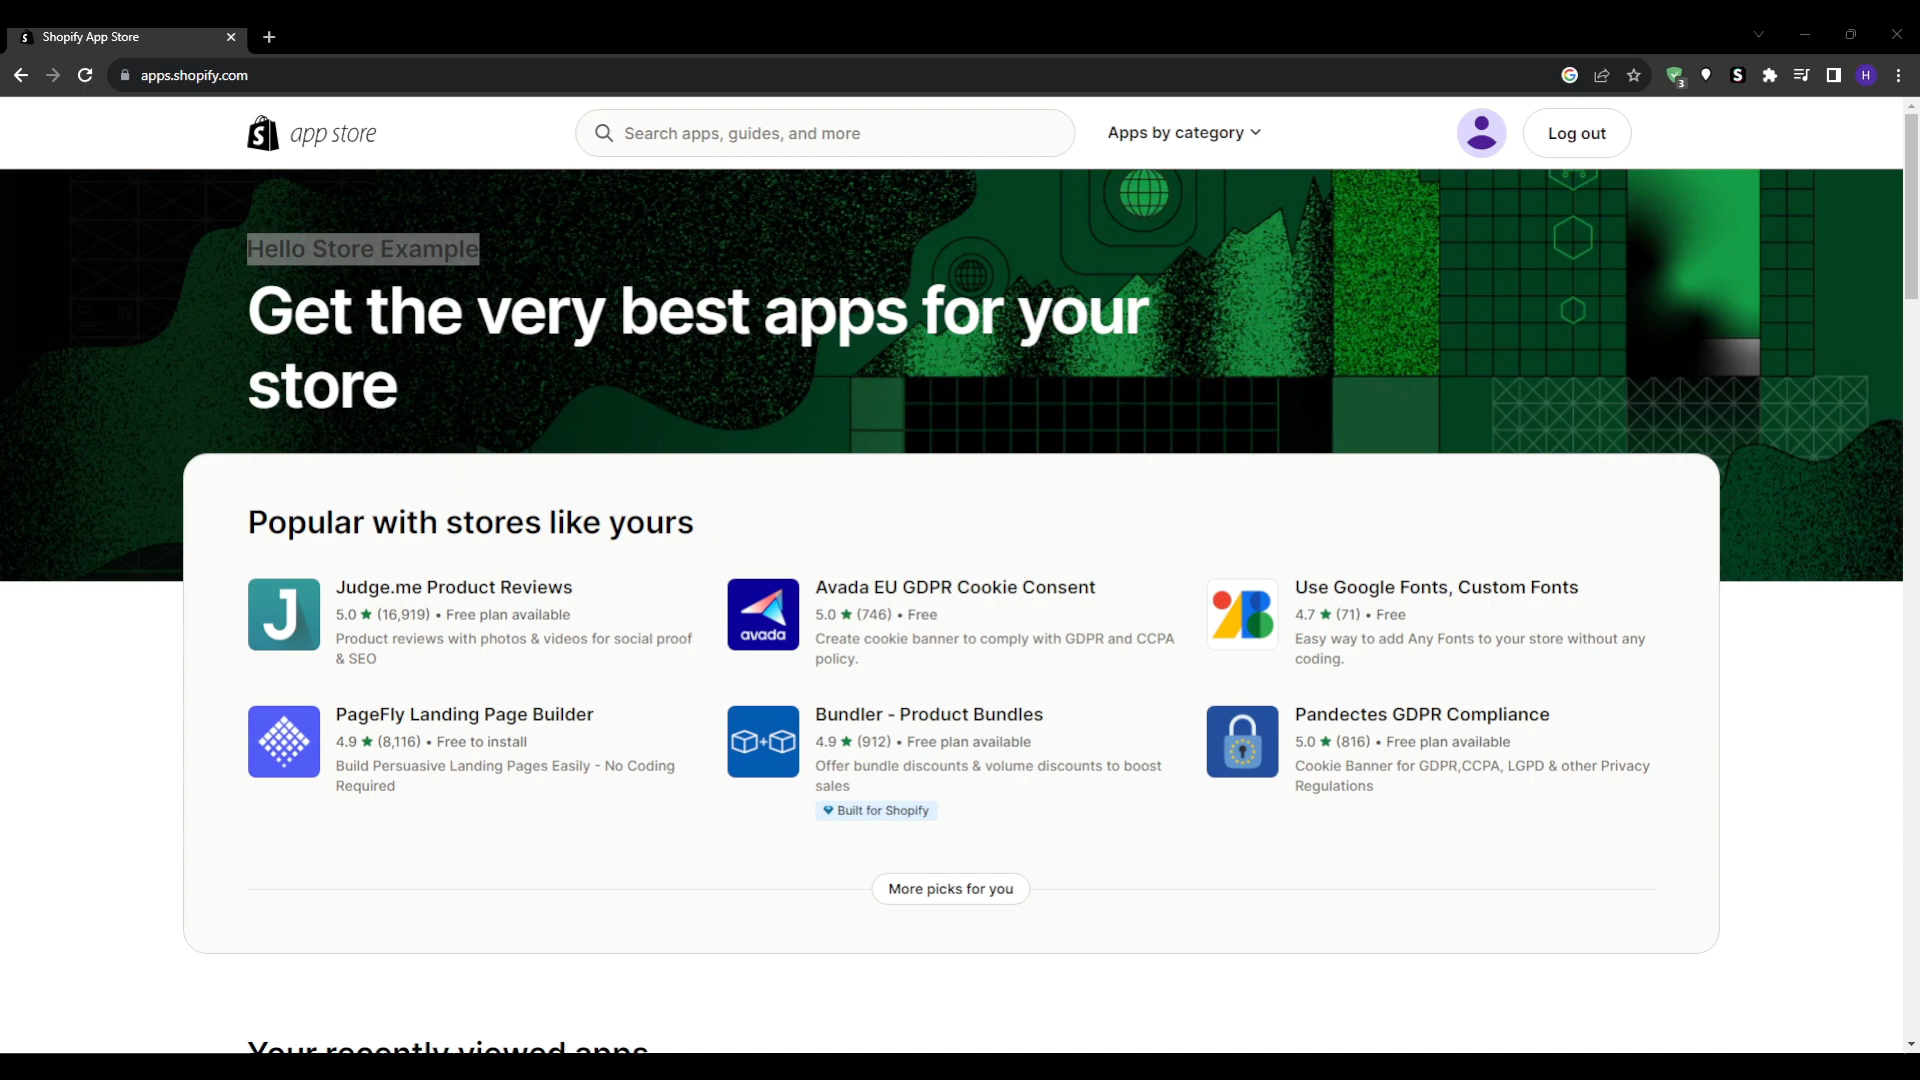 Shopify App Store
apps.shopify.com
3
S
H
app store
Search apps, guides, and more
Apps by category
Log out
Hello Store Example
Get the very best apps for your
store
Popular with stores like yours
Judge.me Product Reviews
5.0 ★ (16,919) • Free plan available
Product reviews with photos & videos for social proof
& SEO
avada
Avada EU GDPR Cookie Consent
5.0 ★ (746) • Free
Create cookie banner to comply with GDPR and CCPA
policy.
Use Google Fonts, Custom Fonts
4.7 ★ (71) • Free
Easy way to add Any Fonts to your store without any
coding.
PageFly Landing Page Builder
4.9 ★ (8,116) • Free to install
Build Persuasive Landing Pages Easily - No Coding
Required
Bundler - Product Bundles
4.9 ★ (912) • Free plan available
Offer bundle discounts & volume discounts to boost
sales
Built for Shopify
Pandectes GDPR Compliance
5.0 ★ (816) • Free plan available
Cookie Banner for GDPR,CCPA, LGPD & other Privacy
Regulations
More picks for you
Your recently viewed apps